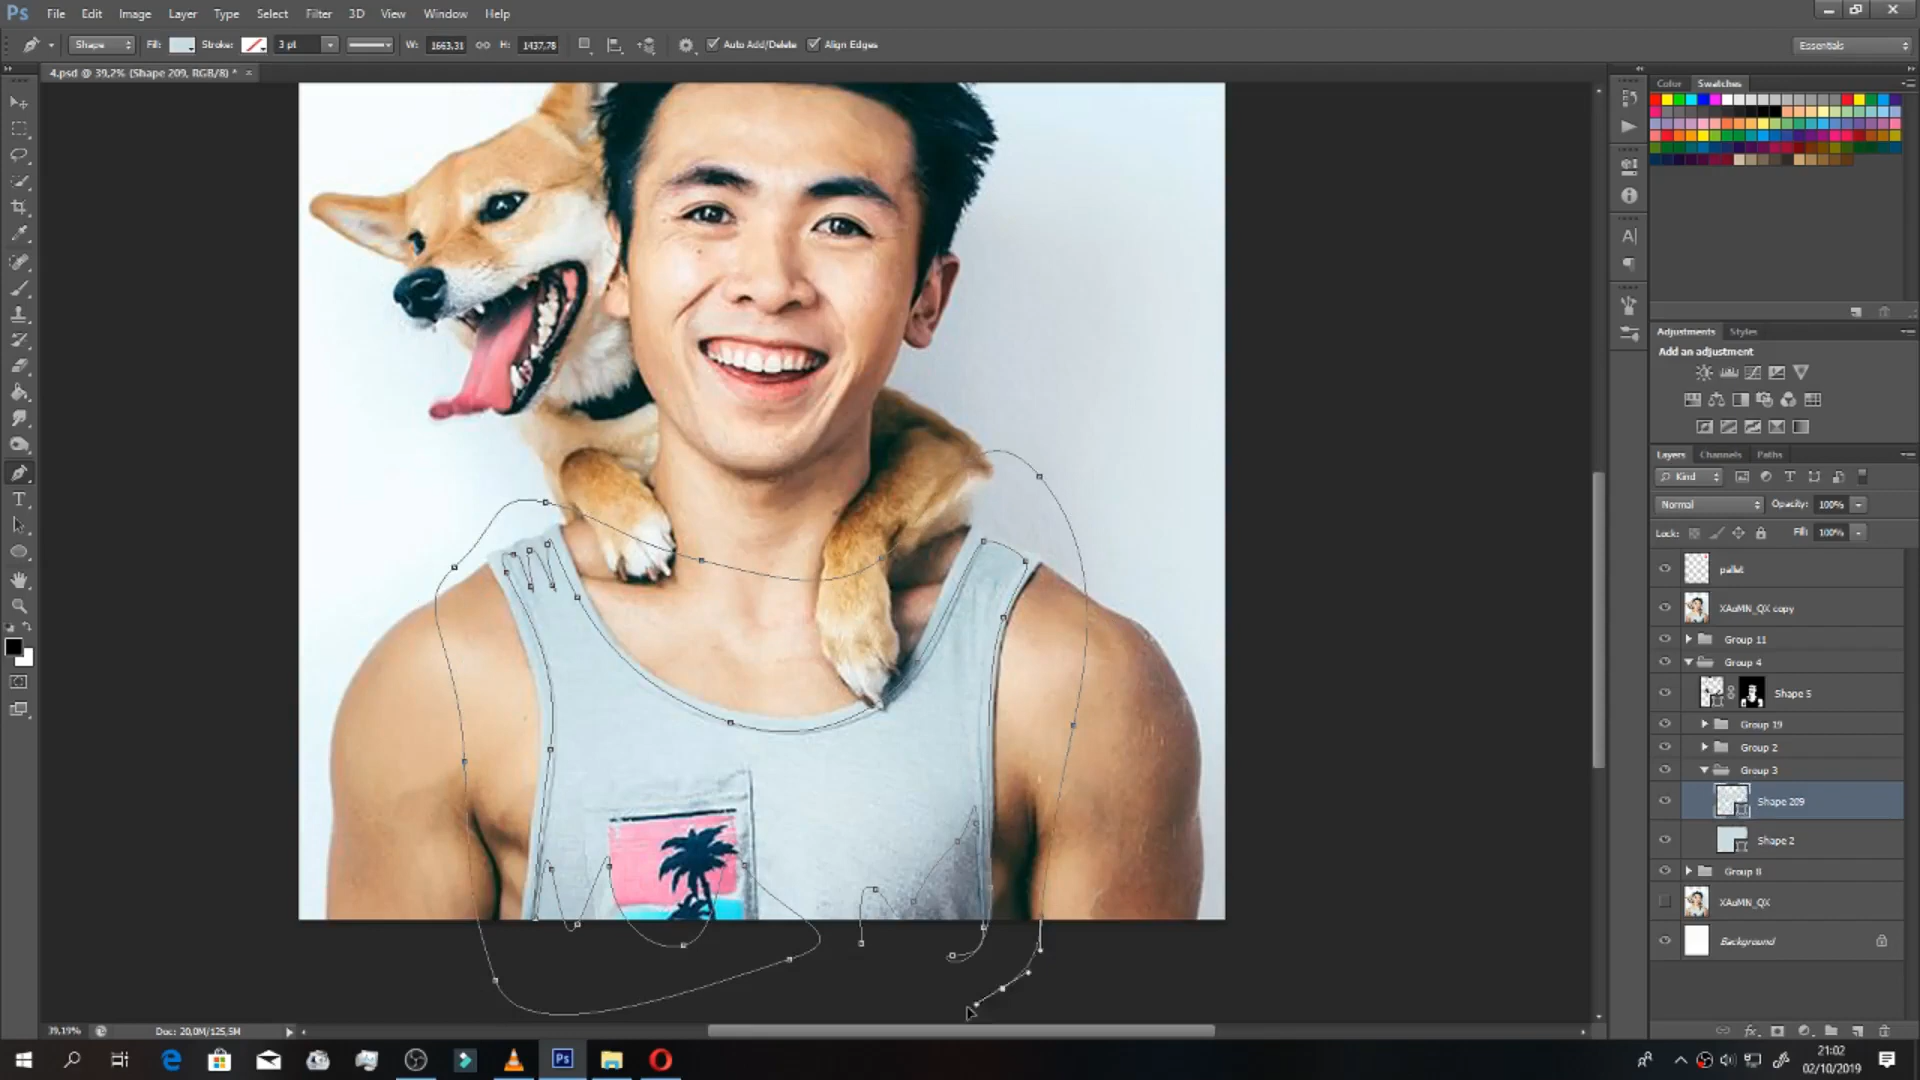 Ps File Edit Image Layer Type Select Filter 3D View Window Help
Shape Fill: Stroke: 3 pt W: 1663,31 H: 1437,78 Auto Add/Delete Align Edges Essentials
4.psd @ 39,2% (Shape 209, RGB/8) * ×
Color Swatches
Adjustments Styles
Add an adjustment
Layers Channels Paths
Kind
Normal Opacity: 100%
Lock: Fill: 100%
pallet
XAoMN_QX copy
Group 11
Group 4
Shape 5
Group 19
Group 2
Group 3
Shape 209
Shape 2
Group 8
XAoMN_QX
Background
39,19% Doc: 20,0M/125,5M
Ps
21:02
02/10/2019